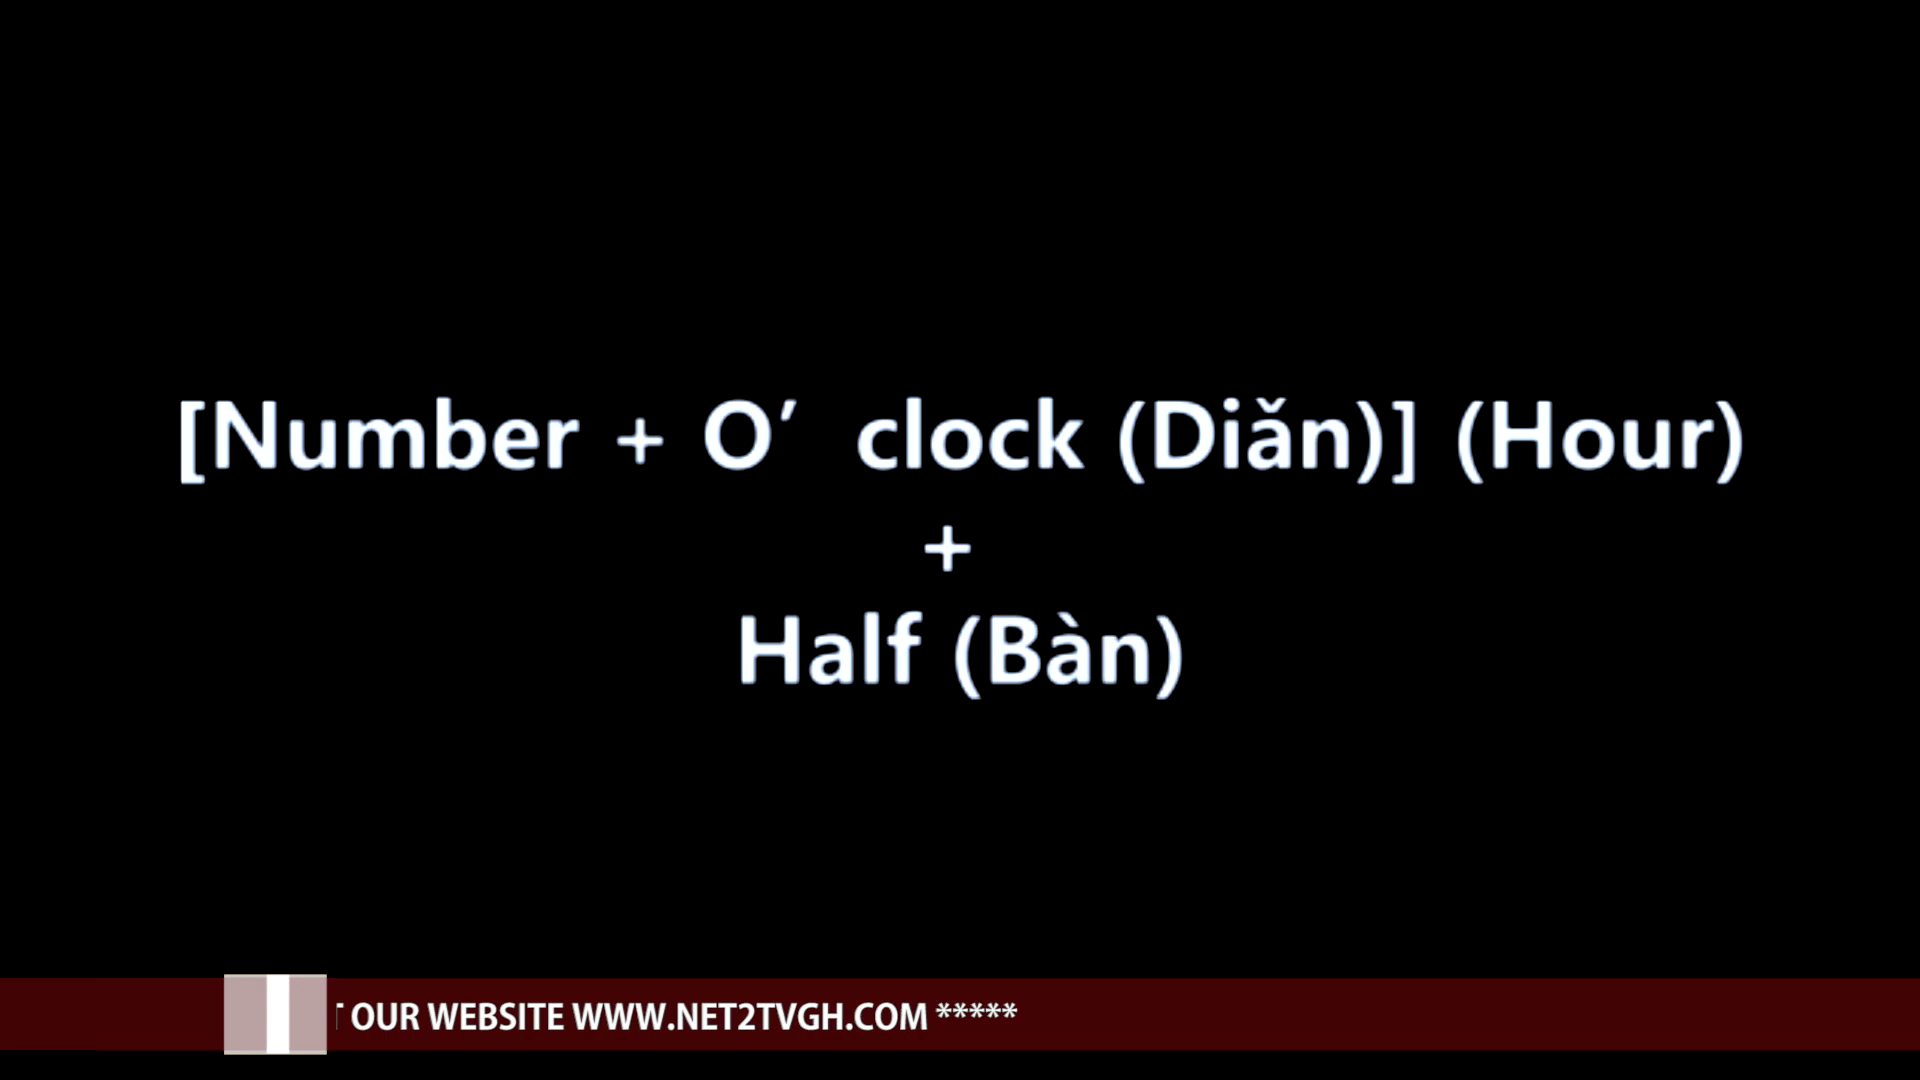 [Number + O’ clock (Diǎn)] (Hour)
+
Half (Bàn)
OUR WEBSITE WWW.NET2TVGH.COM *****